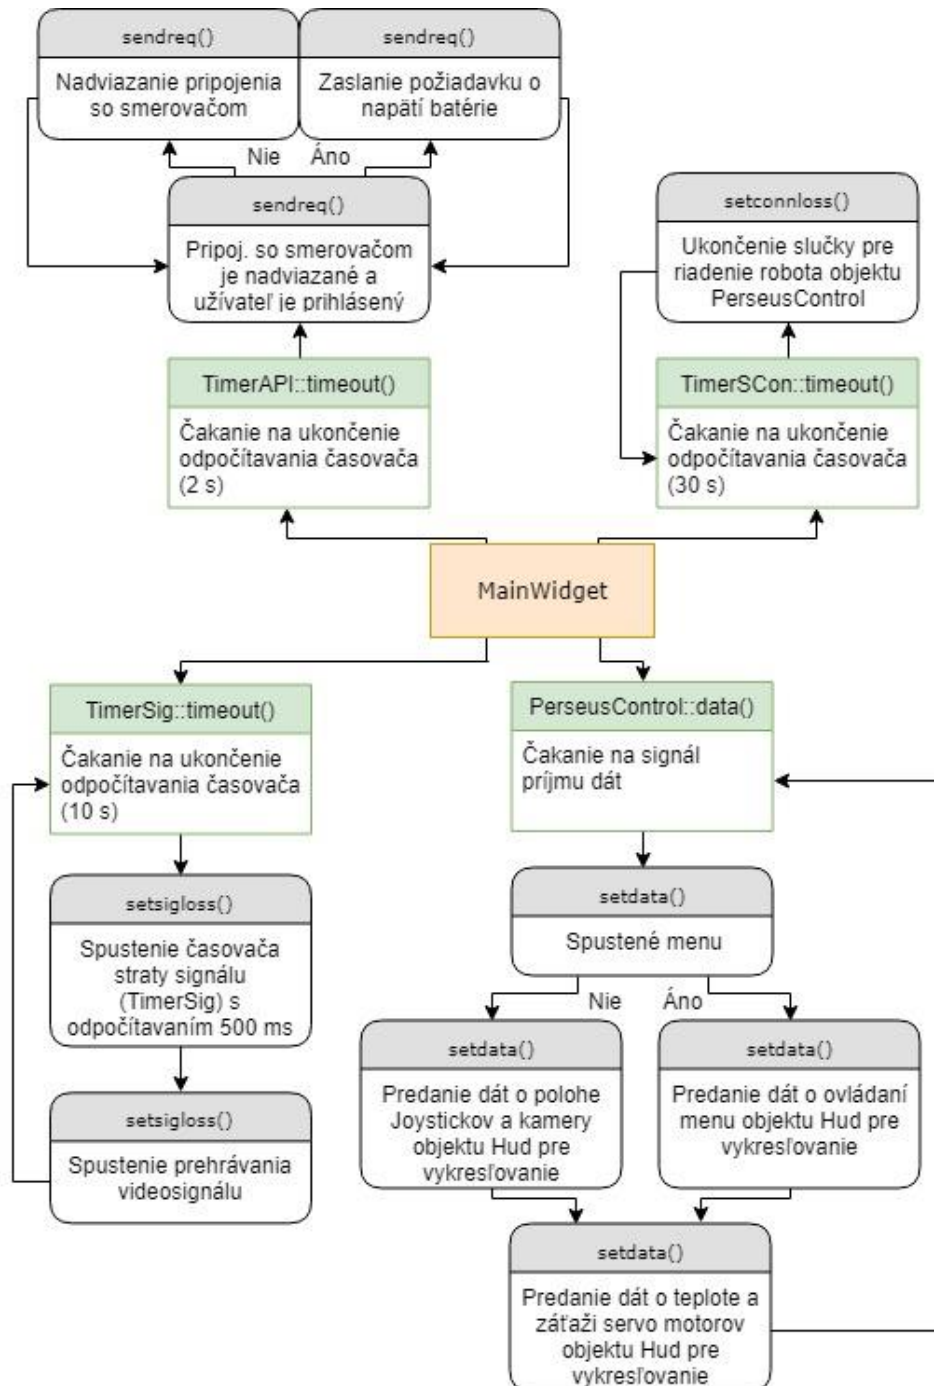 sendreq()
Nadviazanie pripojenia
so smerovačom
sendreq()
Zaslanie požiadavku o
napätí batérie
Nie
Áno
sendreq()
Pripoj. so smerovačom
je nadviazané a
užívateľ je prihlásený
setconnloss()
Ukončenie slučky pre
riadenie robota objektu
PerseusControl
TimerAPI::timeout()
Čakanie na ukončenie
odpočítavania časovača
(2 s)
TimerSCon::timeout()
Čakanie na ukončenie
odpočítavania časovača
(30 s)
MainWidget
TimerSig::timeout()
Čakanie na ukončenie
odpočítavania časovača
(10 s)
setsigloss()
Spustenie časovača
straty signálu
(TimerSig) s
odpočítavaním 500 ms
setsigloss()
Spustenie prehrávania
videosignálu
PerseusControl::data()
Čakanie na signál
príjmu dát
setdata()
Spustené menu
Nie
Áno
setdata()
Predanie dát o polohe
Joystickov a kamery
objektu Hud pre
vykresľovanie
setdata()
Predanie dát o ovládaní
menu objektu Hud pre
vykresľovanie
setdata()
Predanie dát o teplote a
záťaži servo motorov
objektu Hud pre
vykresľovanie